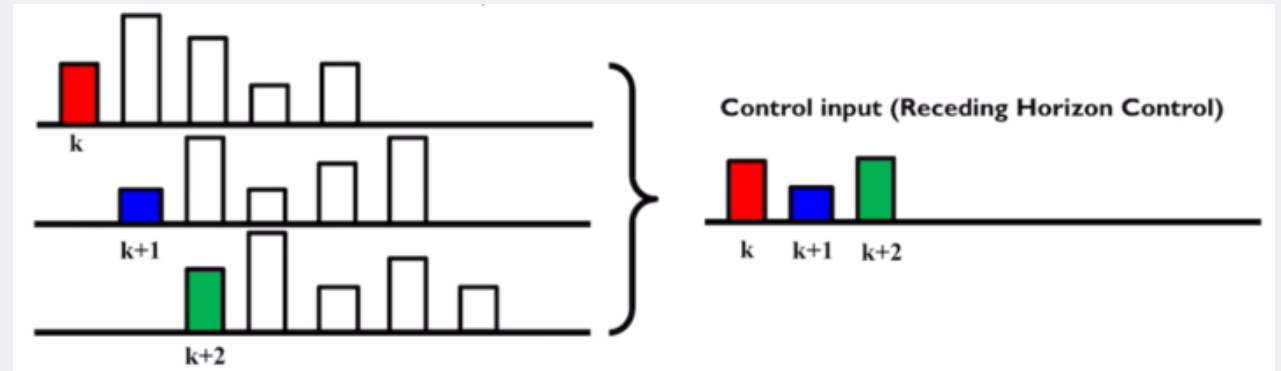 k
k+1
k+2
Control input (Receding Horizon Control)
k k+1 k+2